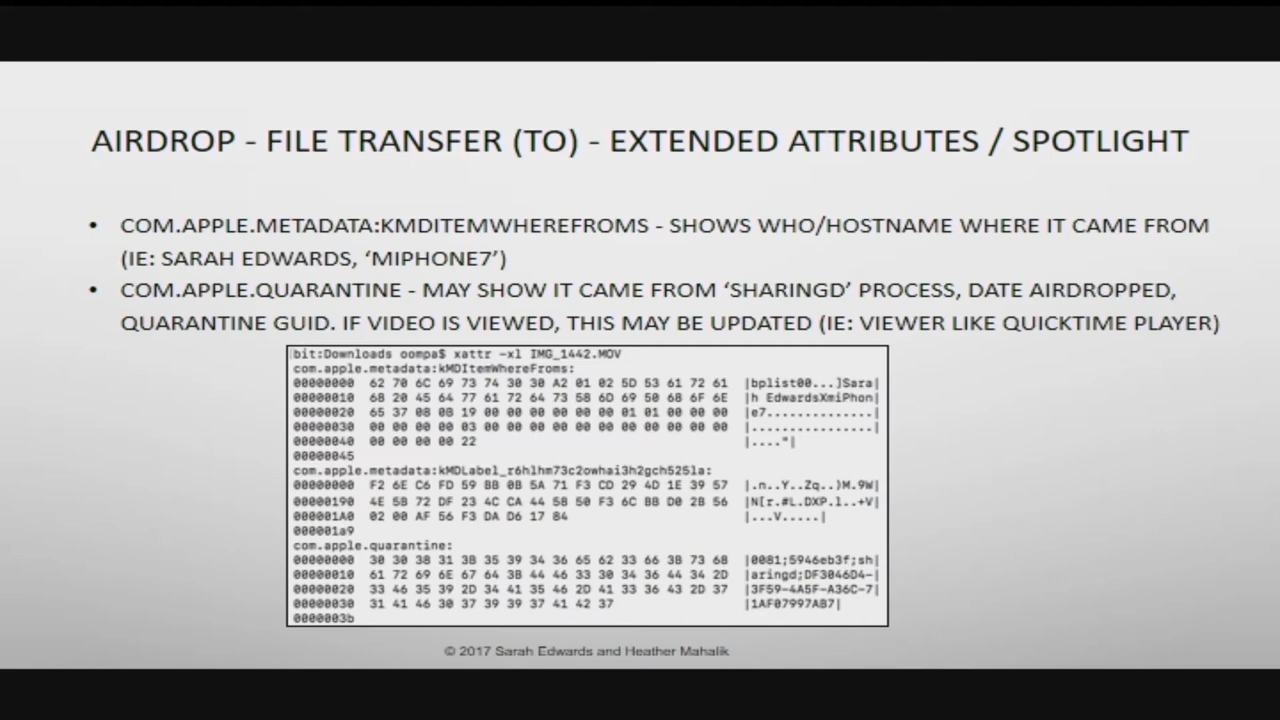 AIRDROP - FILE TRANSFER (TO) - EXTENDED ATTRIBUTES / SPOTLIGHT
• COM.APPLE.METADATA:KMDITEMWHEREFROMS - SHOWS WHO/HOSTNAME WHERE IT CAME FROM
(IE: SARAH EDWARDS, ‘MIPHONE7’)
• COM.APPLE.QUARANTINE - MAY SHOW IT CAME FROM ‘SHARINGD’ PROCESS, DATE AIRDROPPED,
QUARANTINE GUID. IF VIDEO IS VIEWED, THIS MAY BE UPDATED (IE: VIEWER LIKE QUICKTIME PLAYER)
bit:Downloads oompa$ xattr -xl IMG_1442.MOV
com.apple.metadata:kMDItemWhereFroms:
00000000 62 70 6C 69 73 74 30 30 A2 01 02 5D 53 61 72 61 |bplist00...]Sara|
00000010 68 20 45 64 77 61 72 64 73 58 6D 69 50 68 6F 6E |h EdwardsXmiPhon|
00000020 65 37 08 0B 19 00 00 00 00 00 00 01 01 00 00 00 |e7..............|
00000030 00 00 00 00 03 00 00 00 00 00 00 00 00 00 00 00 |................|
00000040 00 00 00 00 22 |...."|
00000045
com.apple.metadata:kMDLabel_r6hlhm73c2owhai3h2gch525la:
00000000 F2 6E C6 FD 59 BB 0B 5A 71 F3 CD 29 4D 1E 39 57 |.n..Y..Zq..)M.9W|
00000190 4E 5B 72 DF 23 4C CA 44 58 50 F3 6C BB D0 2B 56 |N[r.#L.DXP.l..+V|
000001A0 02 00 AF 56 F3 DA D6 17 84 |...V.....|
000001a9
com.apple.quarantine:
00000000 30 30 38 31 3B 35 39 34 36 65 62 33 66 3B 73 68 |0081;5946eb3f;sh|
00000010 61 72 69 6E 67 64 3B 44 46 33 30 34 36 44 34 2D |aringd;DF3046D4-|
00000020 33 46 35 39 2D 34 41 35 46 2D 41 33 36 43 2D 37 |3F59-4A5F-A36C-7|
00000030 31 41 46 30 37 39 39 37 41 42 37 |1AF07997AB7|
0000003b
© 2017 Sarah Edwards and Heather Mahalik